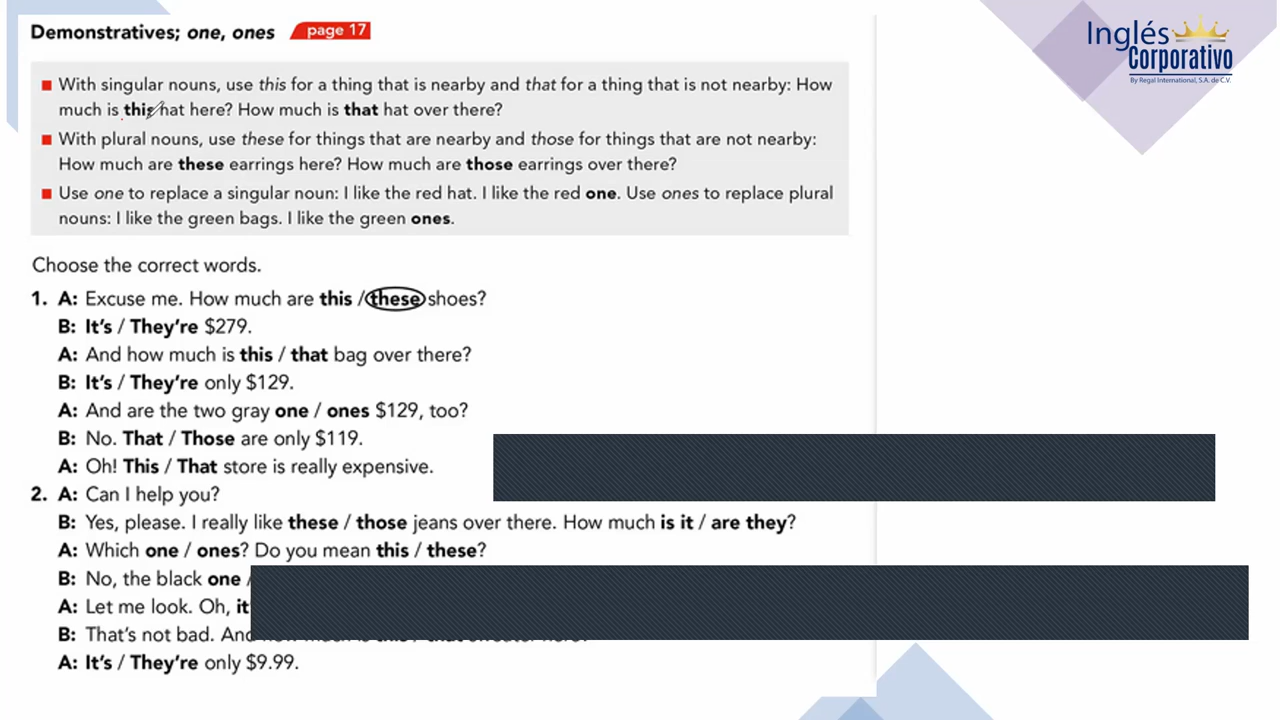 Demonstratives; one, ones page 17
Inglés
Corporativo
By Regal International, S.A. de C.V.
■ With singular nouns, use this for a thing that is nearby and that for a thing that is not nearby: How
much is this hat here? How much is that hat over there?
■ With plural nouns, use these for things that are nearby and those for things that are not nearby:
How much are these earrings here? How much are those earrings over there?
■ Use one to replace a singular noun: I like the red hat. I like the red one. Use ones to replace plural
nouns: I like the green bags. I like the green ones.
Choose the correct words.
1. A: Excuse me. How much are this / these shoes?
B: It's / They're $279.
A: And how much is this / that bag over there?
B: It's / They're only $129.
A: And are the two gray one / ones $129, too?
B: No. That / Those are only $119.
A: Oh! This / That store is really expensive.
2. A: Can I help you?
B: Yes, please. I really like these / those jeans over there. How much is it / are they?
A: Which one / ones? Do you mean this / these?
B: No, the black one /
A: Let me look. Oh, it
B: That's not bad. And
A: It's / They're only $9.99.